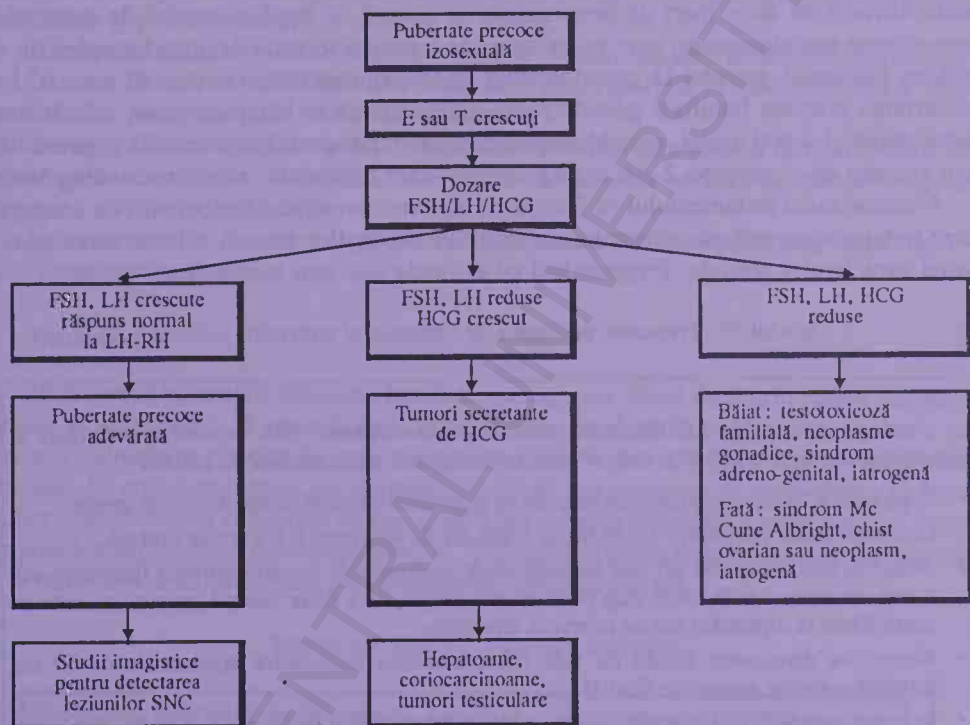 Pubertate precoce
izosexuală
E sau T crescuți
Dozare
FSH/LH/HCG
FSH, LH crescute
răspuns normal
la LH-RH
FSH, LH reduse
HCG crescut
FSH, LH, HCG
reduse
Pubertate precoce
adevărată
Tumori secretante
de HCG
Băiat: testotoxicoză
familială, neoplasme
gonadice, sindrom
adreno-genital, iatrogenă
Fată: sindrom Mc
Cune Albright, chist
ovarian sau neoplasm,
iatrogenă
Studii imagistice
pentru detectarea
leziunilor SNC
Hepatoame,
coriocarcinoame,
tumori testiculare
CENTRAL UNIVERSIT